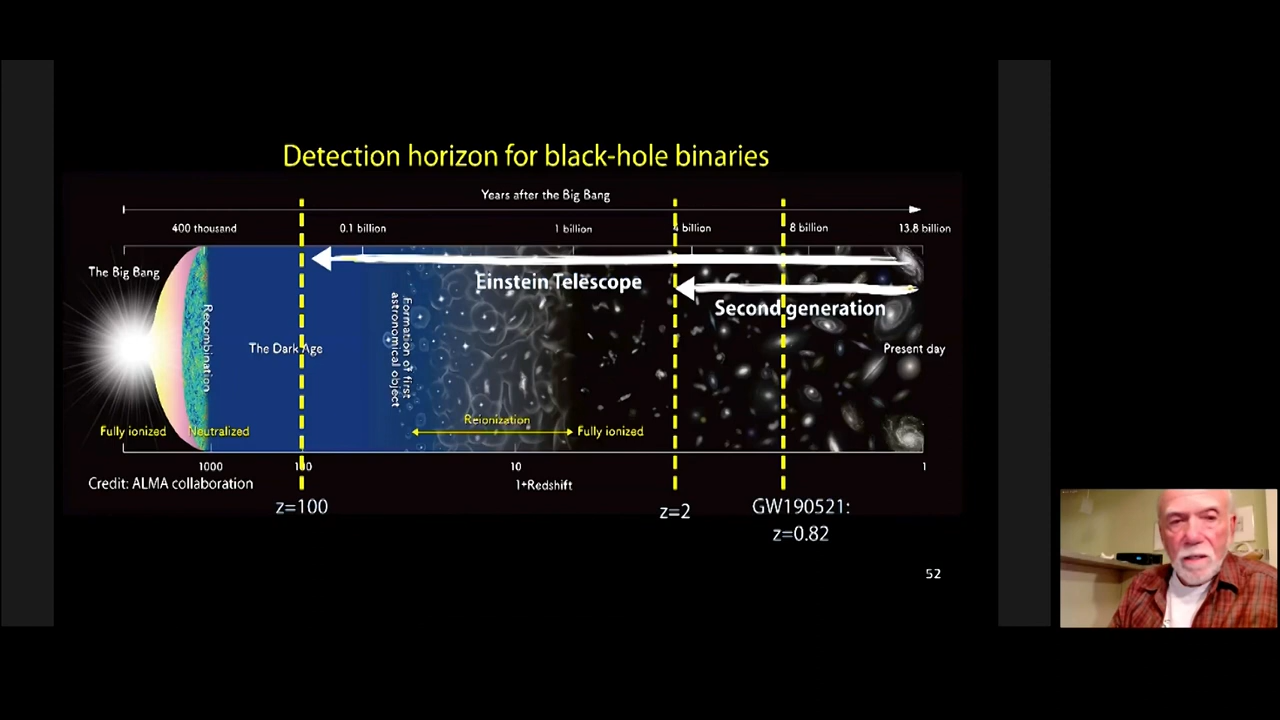 Detection horizon for black-hole binaries
Years after the Big Bang
400 thousand
0.1 billion
1 billion
4 billion
8 billion
13.8 billion
The Big Bang
Einstein Telescope
Second generation
Recombination
Formation of first
astronomical object
The Dark Age
Present day
Reionization
Fully ionized
Neutralized
Fully ionized
1000
100
10
1
Credit: ALMA collaboration
1+Redshift
z=100
z=2
GW190521:
z=0.82
52